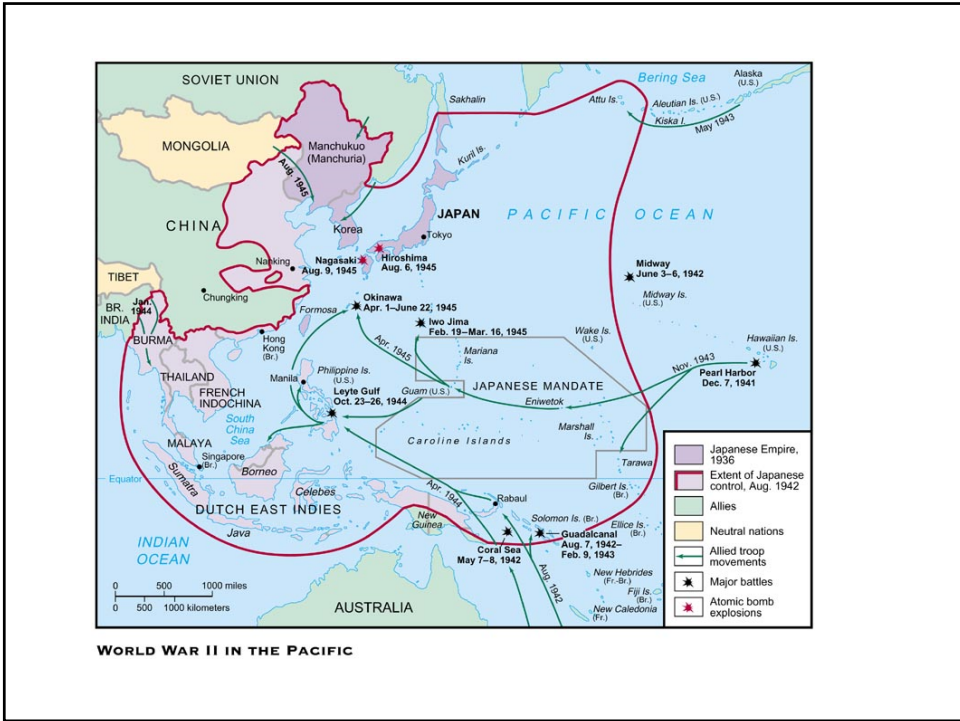 SOVIET UNION
Bering Sea
Alaska
(U.S.)
Sakhalin
Attu Is.
Aleutian Is. (U.S.)
Kiska I.
May 1943
MONGOLIA
Manchukuo
(Manchuria)
Kuril Is.
Aug. 1945
JAPAN
PACIFIC OCEAN
CHINA
Korea
Tokyo
Nanking
Nagasaki
Aug. 9, 1945
Hiroshima
Aug. 6, 1945
Midway
June 3–6, 1942
Midway Is.
(U.S.)
TIBET
Chungking
BR.
INDIA
Jan.
1944
BURMA
Formosa
Okinawa
Apr. 1–June 22, 1945
Iwo Jima
Feb. 19–Mar. 16, 1945
Apr. 1945
Mariana
Is.
Wake Is.
(U.S.)
Hawaiian Is.
(U.S.)
Nov. 1943
Pearl Harbor
Dec. 7, 1941
Hong
Kong
(Br.)
THAILAND
FRENCH
INDOCHINA
Manila
Philippine Is.
(U.S.)
Leyte Gulf
Oct. 23–26, 1944
Guam (U.S.)
JAPANESE MANDATE
Eniwetok
South
China
Sea
Caroline Islands
Marshall
Is.
Tarawa
MALAYA
Singapore
(Br.)
Equator
Sumatra
Borneo
Celebes
DUTCH EAST INDIES
Java
Apr. 1944
Rabaul
Gilbert Is.
(Br.)
New
Guinea
Solomon Is. (Br.)
Ellice Is.
(Br.)
Guadalcanal
Aug. 7, 1942–
Feb. 9, 1943
Coral Sea
May 7–8, 1942
Aug. 1942
INDIAN
OCEAN
New Hebrides
(Fr.-Br.)
Fiji Is.
(Br.)
New Caledonia
(Fr.)
AUSTRALIA
0 500 1000 miles
0 500 1000 kilometers
Japanese Empire,
1936
Extent of Japanese
control, Aug. 1942
Allies
Neutral nations
Allied troop
movements
Major battles
Atomic bomb
explosions
WORLD WAR II IN THE PACIFIC